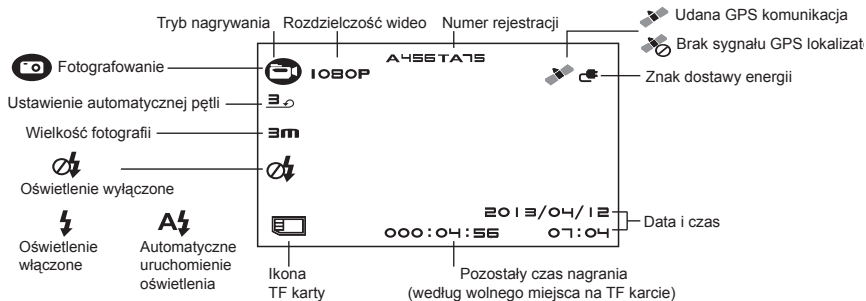 Tryb nagrywania Rozdzielczość wideo Numer rejestracji
Udana GPS komunikacja
Brak sygnału GPS lokalizat
Fotografowanie
1080P
A456TA75
Znak dostawy energii
Ustawienie automatycznej pętli
3
Wielkość fotografii
3m
Oświetlenie wyłączone
2013/04/12
Data i czas
000:04:56
07:04
A
Oświetlenie
włączone
Automatyczne
uruchomienie
oświetlenia
Ikona
TF karty
Pozostały czas nagrania
(według wolnego miejsca na TF karcie)